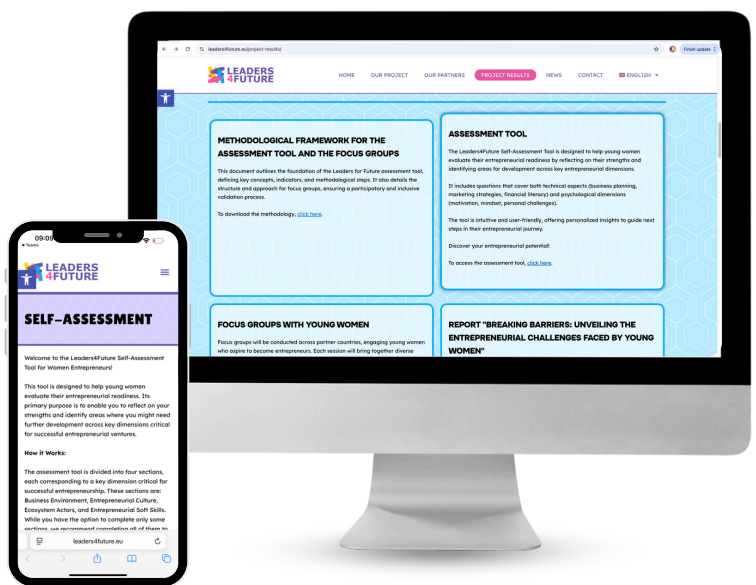 leaders4future.eu/project-results/
Finish update
LEADERS
4FUTURE
HOME
OUR PROJECT
OUR PARTNERS
PROJECT RESULTS
NEWS
CONTACT
ENGLISH
METHODOLOGICAL FRAMEWORK FOR THE
ASSESSMENT TOOL AND THE FOCUS GROUPS
This document outlines the foundation of the Leaders for Future assessment tool,
defining key concepts, indicators, and methodological steps. It also details the
structure and approach for focus groups, ensuring a participatory and inclusive
validation process.
To download the methodology, click here.
ASSESSMENT TOOL
The Leaders4Future Self-Assessment Tool is designed to help young women
evaluate their entrepreneurial readiness by reflecting on their strengths and
identifying areas for development across key entrepreneurial dimensions.
It includes questions that cover both technical aspects (business planning,
marketing strategies, financial literacy) and psychological dimensions
(motivation, mindset, personal challenges).
The tool is intuitive and user-friendly, offering personalized insights to guide next
steps in their entrepreneurial journey.
Discover your entrepreneurial potential!
To access the assessment tool, click here.
FOCUS GROUPS WITH YOUNG WOMEN
Focus groups will be conducted across partner countries, engaging young women
who aspire to become entrepreneurs. Each session will bring together diverse
REPORT "BREAKING BARRIERS: UNVEILING THE
ENTREPRENEURIAL CHALLENGES FACED BY YOUNG
WOMEN"
09:09
Teams
LEADERS
4FUTURE
SELF-ASSESSMENT
Welcome to the Leaders4Future Self-Assessment
Tool for Women Entrepreneurs!
This tool is designed to help young women
evaluate their entrepreneurial readiness. Its
primary purpose is to enable you to reflect on your
strengths and identify areas where you might need
further development across key dimensions critical
for successful entrepreneurial ventures.
How it Works:
The assessment tool is divided into four sections,
each corresponding to a key dimension critical for
successful entrepreneurship. These sections are:
Business Environment, Entrepreneurial Culture,
Ecosystem Actors, and Entrepreneurial Soft Skills.
While you have the option to complete only some
sections, we recommend completing all of them to
leaders4future.eu